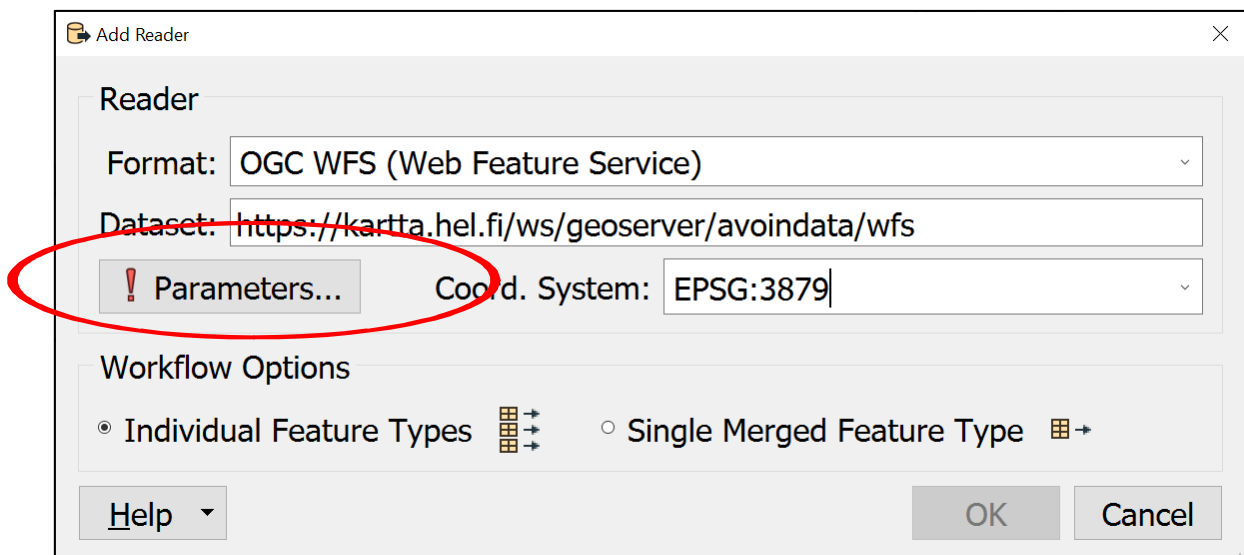 Add Reader
Reader
Format: OGC WFS (Web Feature Service)
Dataset: https://kartta.hel.fi/ws/geoserver/avoindata/wfs
Parameters... Coord. System: EPSG:3879
Workflow Options
Individual Feature Types Single Merged Feature Type
Help OK Cancel